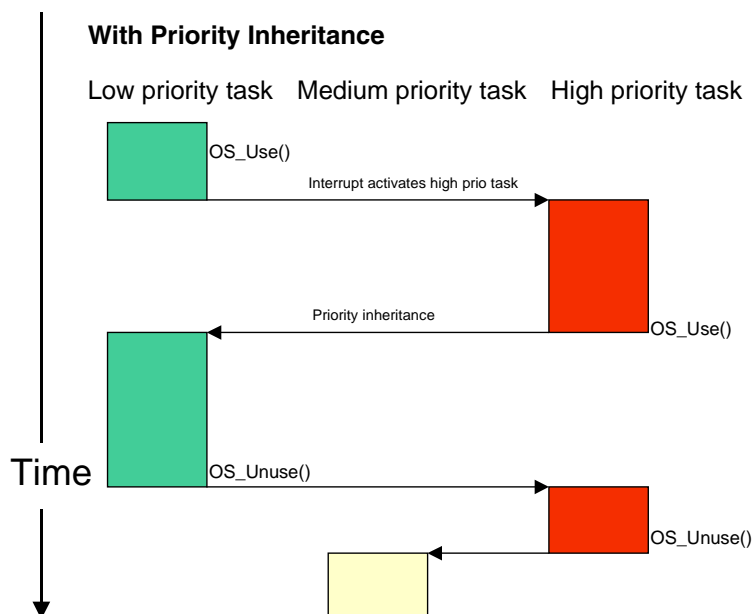 With Priority Inheritance
Low priority task Medium priority task High priority task
OS_Use()
Interrupt activates high prio task
Priority inheritance
OS_Use()
Time
OS_Unuse()
OS_Unuse()